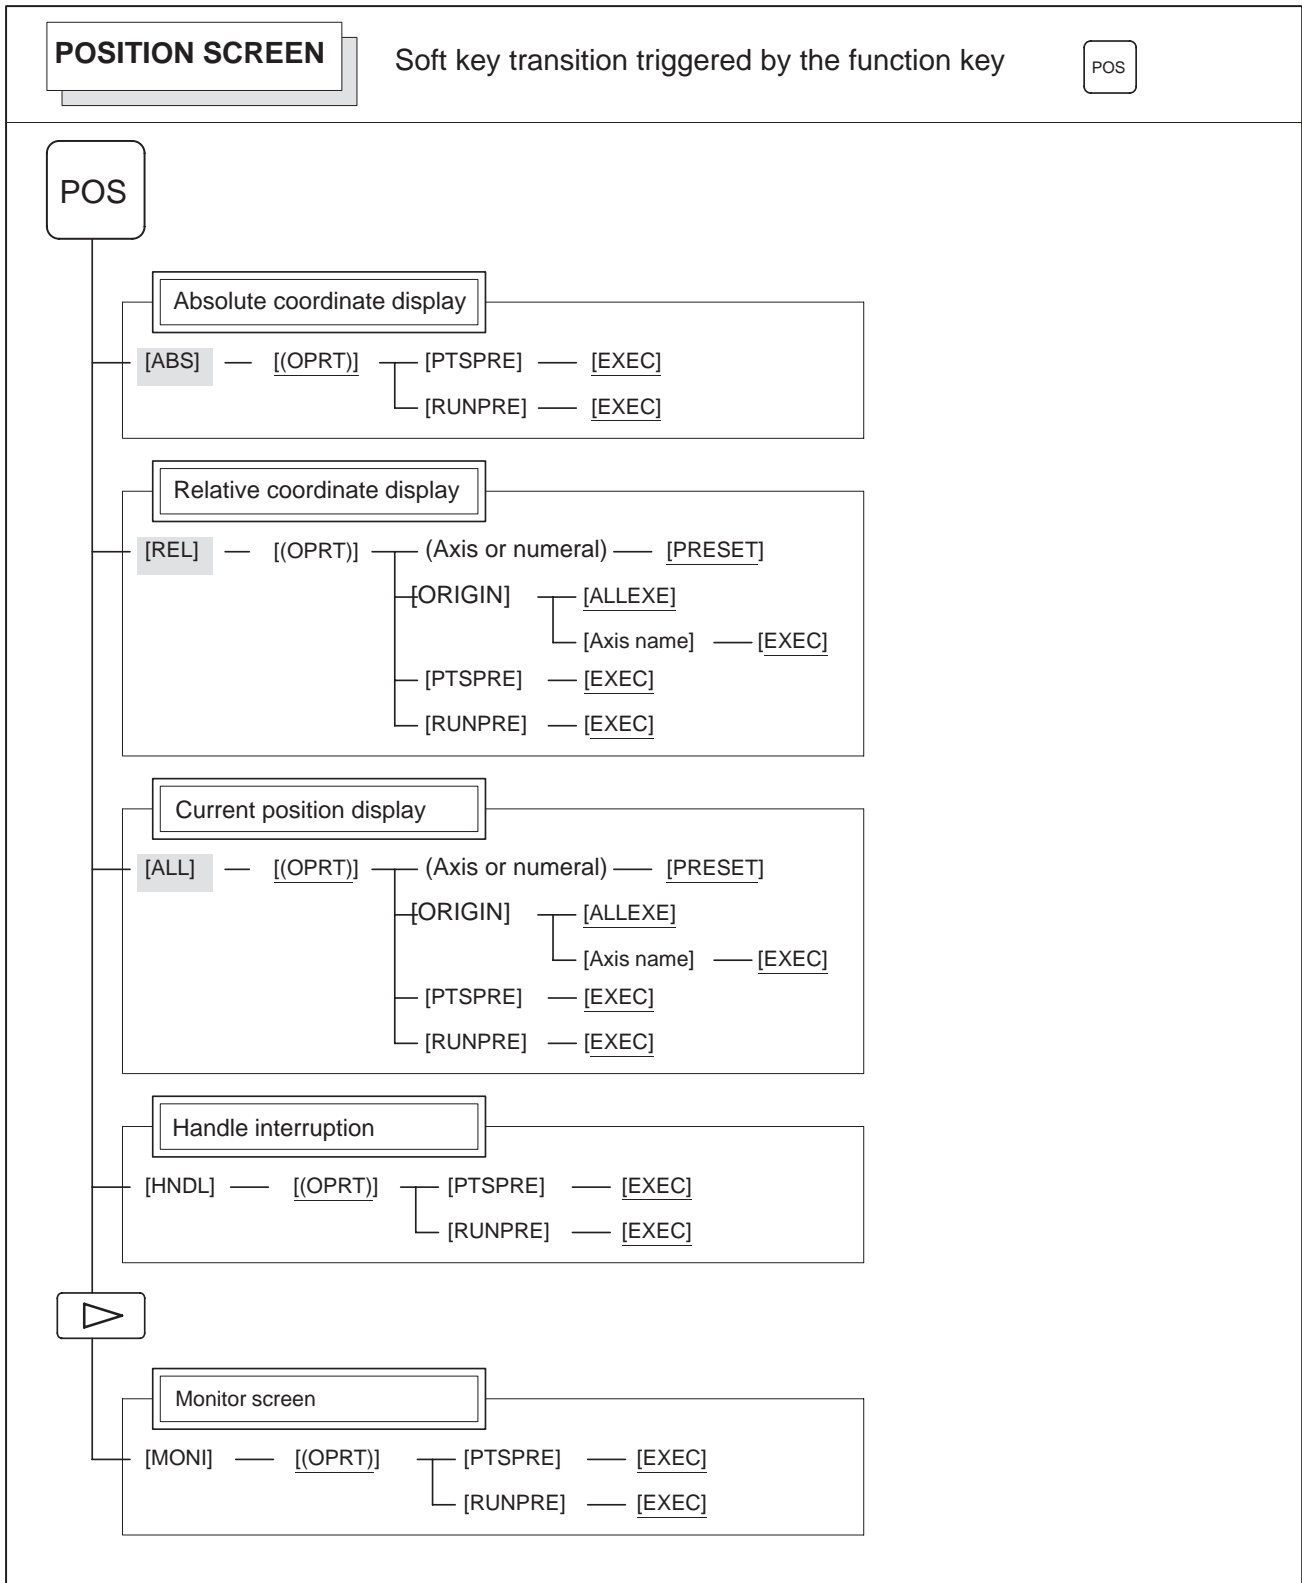 POSITION SCREEN
Soft key transition triggered by the function key
POS
POS
Absolute coordinate display
[ABS] [(OPRT)] [PTSPRE] [EXEC]
[RUNPRE] [EXEC]
Relative coordinate display
[REL] [(OPRT)] (Axis or numeral) [PRESET]
[ORIGIN] [ALLEXE]
[Axis name] [EXEC]
[PTSPRE] [EXEC]
[RUNPRE] [EXEC]
Current position display
[ALL] [(OPRT)] (Axis or numeral) [PRESET]
[ORIGIN] [ALLEXE]
[Axis name] [EXEC]
[PTSPRE] [EXEC]
[RUNPRE] [EXEC]
Handle interruption
[HNDL] [(OPRT)] [PTSPRE] [EXEC]
[RUNPRE] [EXEC]
Monitor screen
[MONI] [(OPRT)] [PTSPRE] [EXEC]
[RUNPRE] [EXEC]